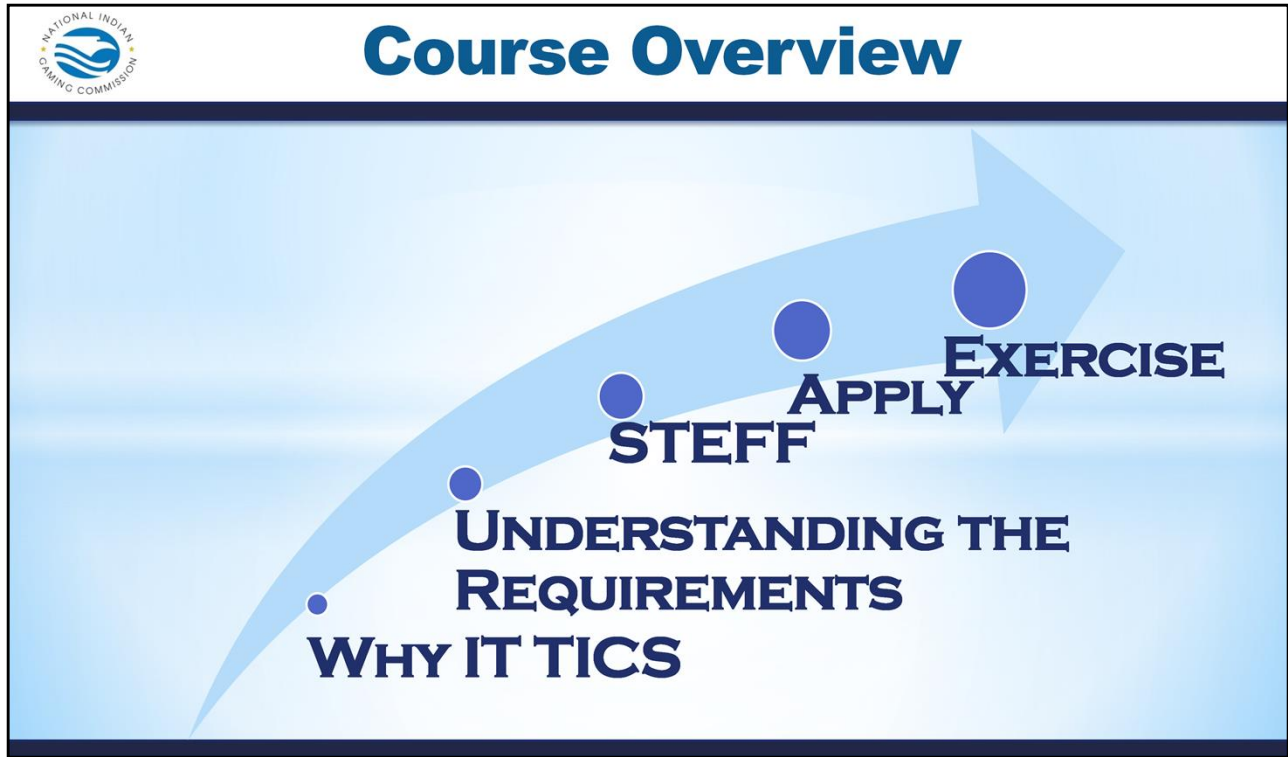 NATIONAL INDIAN
GAMING COMMISSION
Course Overview
EXERCISE
APPLY
STEFF
UNDERSTANDING THE
REQUIREMENTS
WHY IT TICS